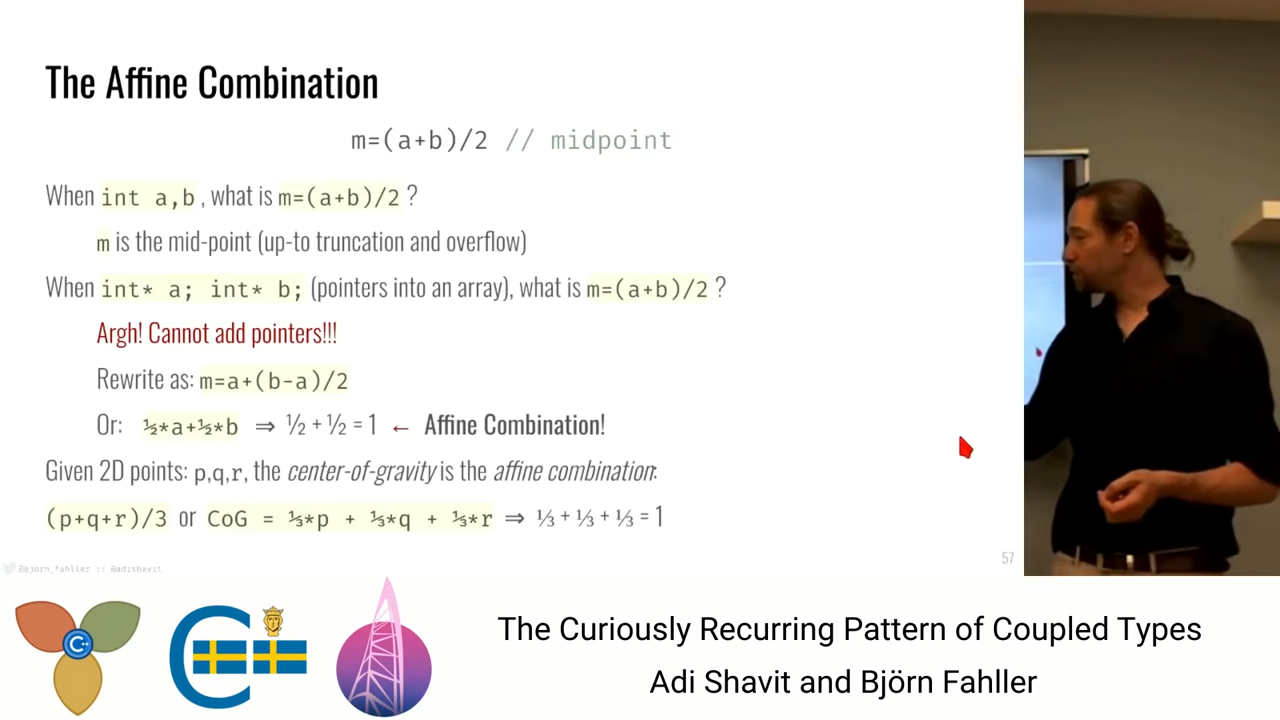 The Affine Combination
m=(a+b)/2 // midpoint
When int a,b , what is m=(a+b)/2 ?
m is the mid-point (up-to truncation and overflow)
When int* a; int* b; (pointers into an array), what is m=(a+b)/2 ?
Argh! Cannot add pointers!!!
Rewrite as: m=a+(b-a)/2
Or: ½*a+½*b ⇒ ½ + ½ = 1 ← Affine Combination!
Given 2D points: p,q,r, the center-of-gravity is the affine combination:
(p+q+r)/3 or CoG = ⅓*p + ⅓*q + ⅓*r ⇒ ⅓ + ⅓ + ⅓ = 1
57
@bjorn_fahller :: @adishavit
C++
The Curiously Recurring Pattern of Coupled Types
Adi Shavit and Björn Fahller